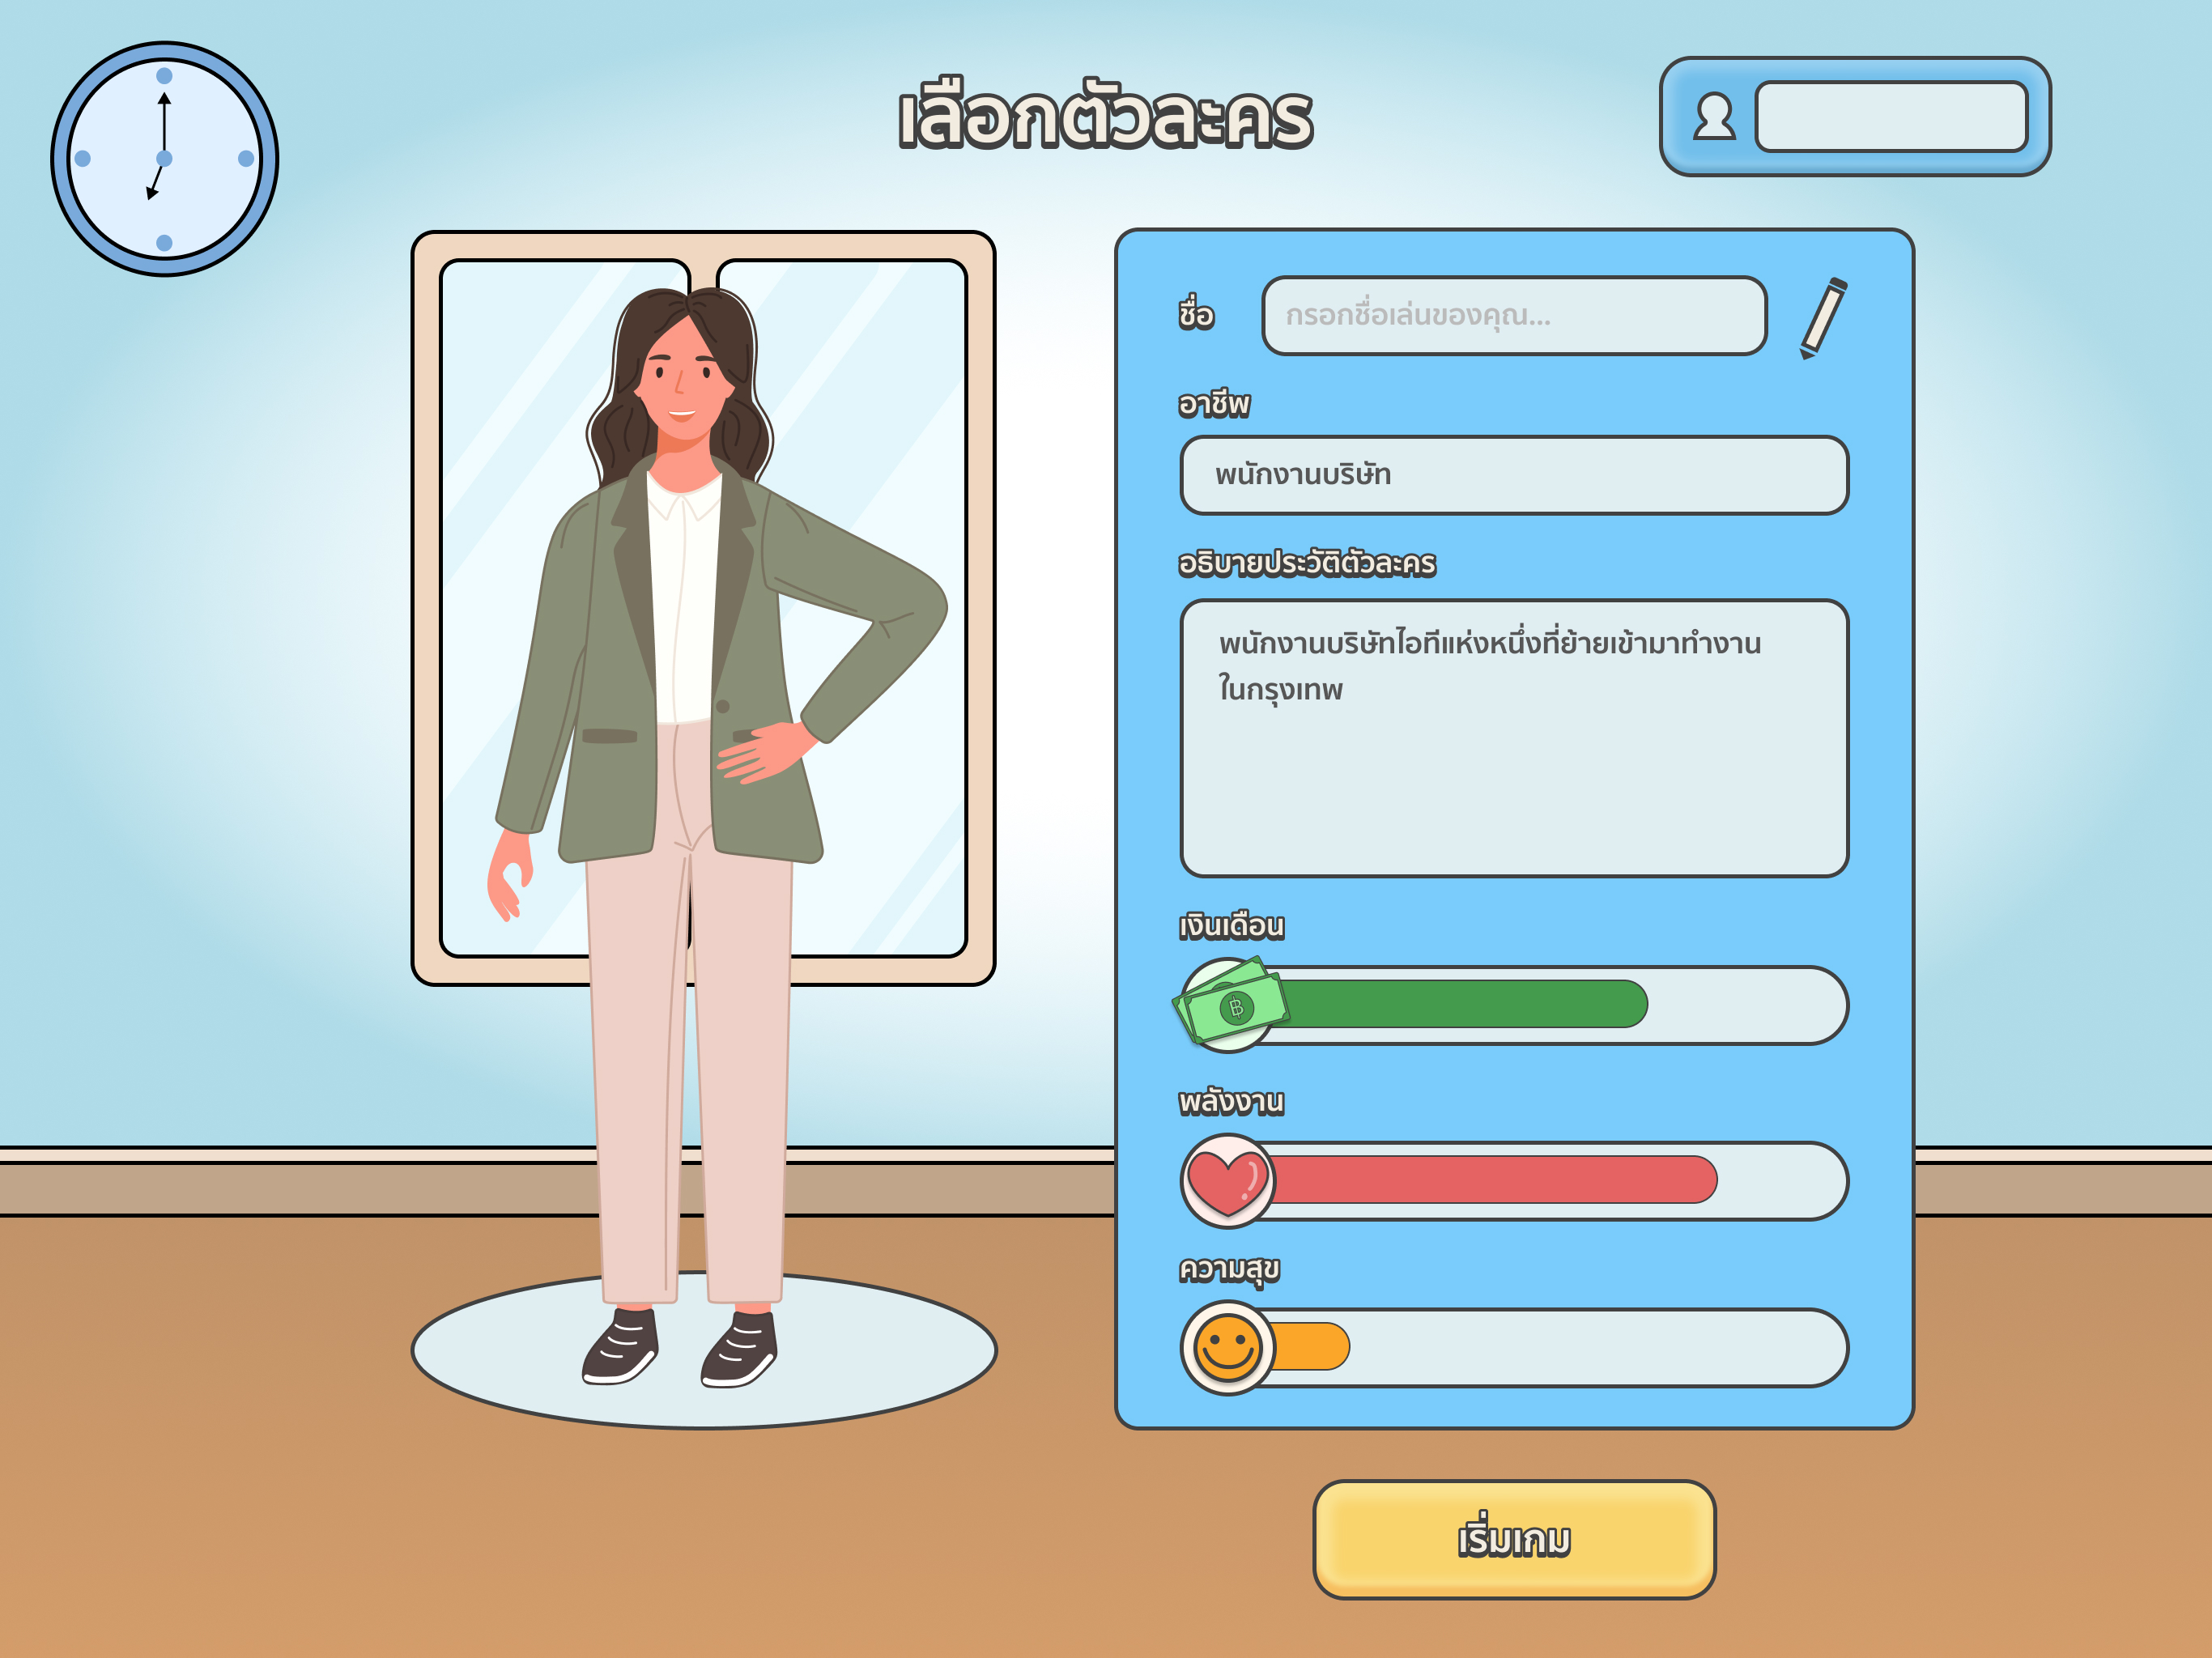 เลือกตัวละคร
ชื่อ
กรอกชื่อเล่นของคุณ...
อาชีพ
พนักงานบริษัท
อธิบายประวัติตัวละคร
พนักงานบริษัทไอทีแห่งหนึ่งที่ย้ายเข้ามาทำงาน
ในกรุงเทพ
เงินเดือน
฿
พลังงาน
ความสุข
เริ่มเกม